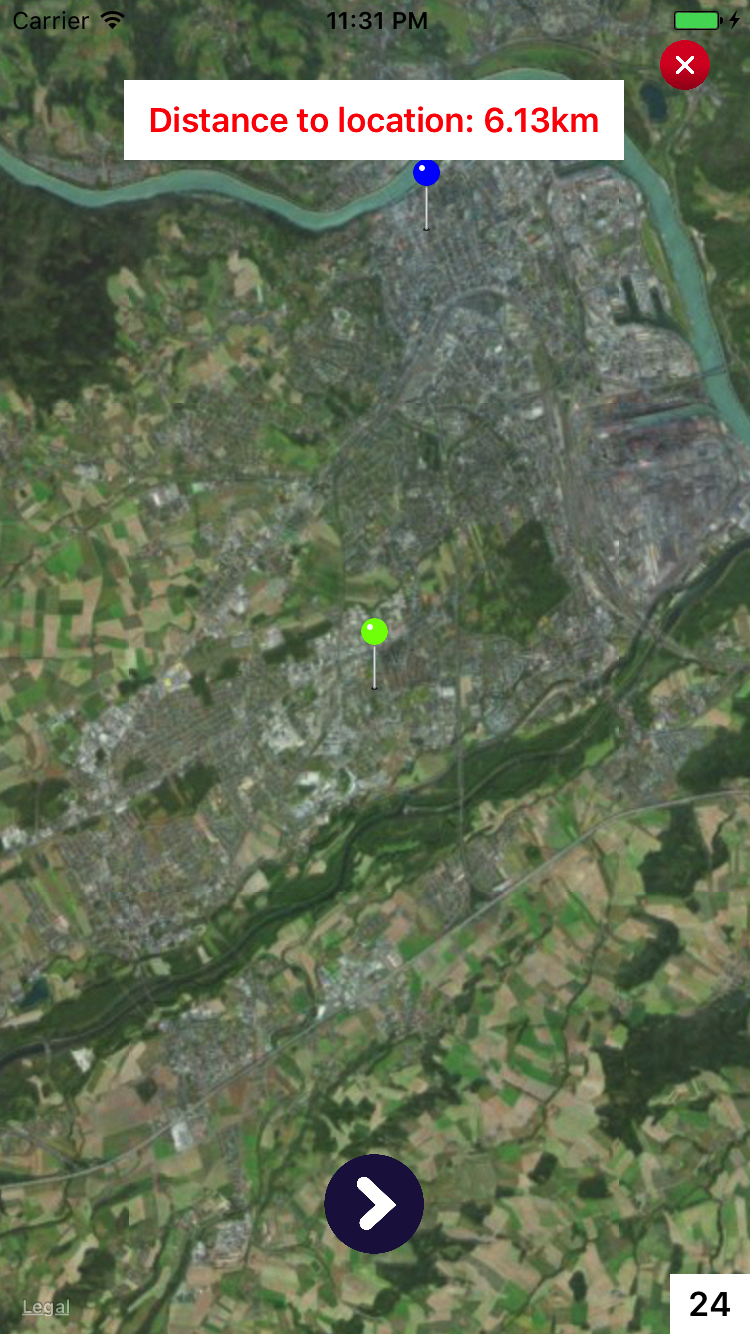 Carrier 11:31 PM
Distance to location: 6.13km
Legal
24